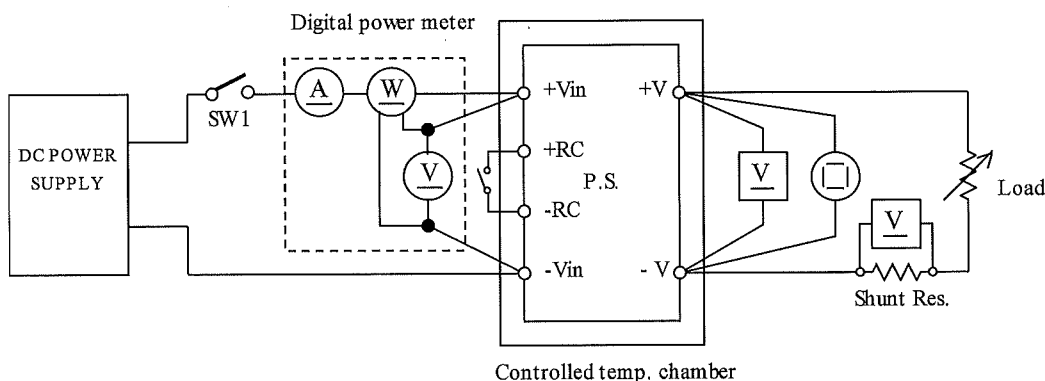 Digital power meter
SW1
A
W
V
DC POWER
SUPPLY
+Vin
+RC
-RC
-Vin
P.S.
+V
- V
V
V
Load
Shunt Res.
Controlled temp. chamber